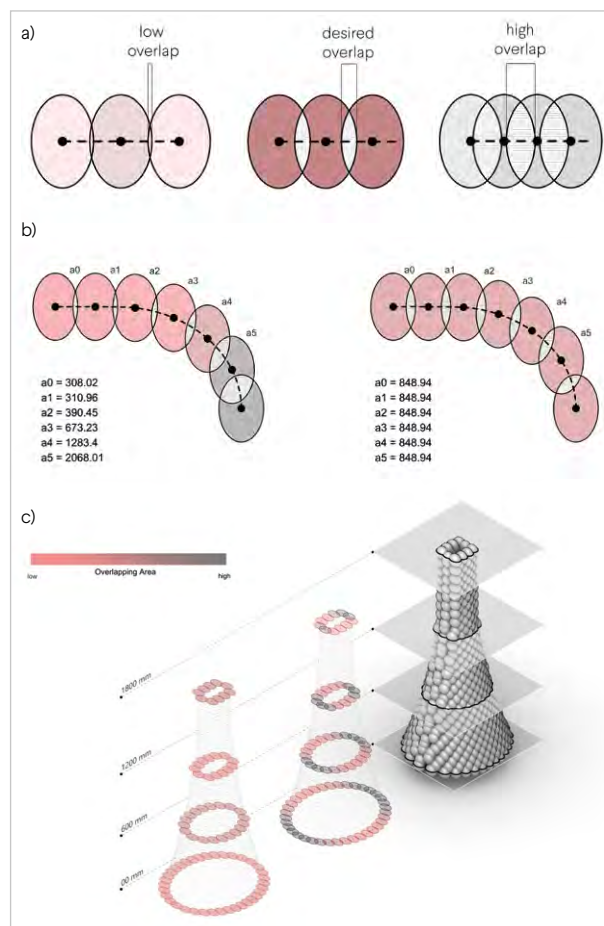 a)
low
overlap
desired
overlap
high
overlap
b)
a0
a1
a2
a3
a4
a5
a0 = 308.02
a1 = 310.96
a2 = 390.45
a3 = 673.23
a4 = 1283.4
a5 = 2068.01
a0
a1
a2
a3
a4
a5
a0 = 848.94
a1 = 848.94
a2 = 848.94
a3 = 848.94
a4 = 848.94
a5 = 848.94
c)
Overlapping Area
low
high
1800 mm
1200 mm
600 mm
00 mm